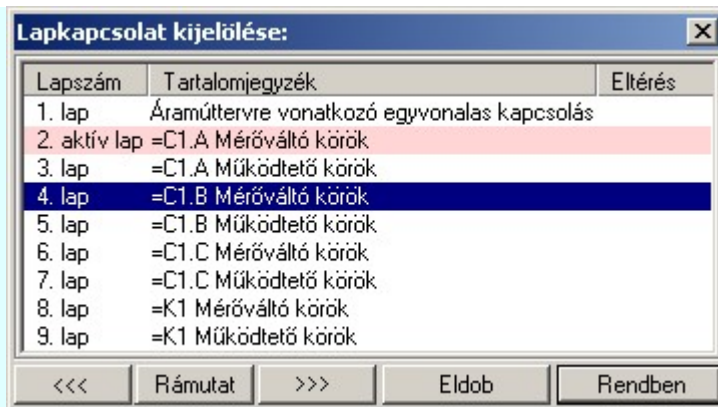 Lapkapcsolat kijelölése:
Lapszám Tartalomjegyzék Eltérés
1. lap Áramúttervre vonatkozó egyvonalas kapcsolás
2. aktív lap =C1.A Mérőváltó körök
3. lap =C1.A Működtető körök
4. lap =C1.B Mérőváltó körök
5. lap =C1.B Működtető körök
6. lap =C1.C Mérőváltó körök
7. lap =C1.C Működtető körök
8. lap =K1 Mérőváltó körök
9. lap =K1 Működtető körök
<<< Rámutat >>> Eldob Rendben